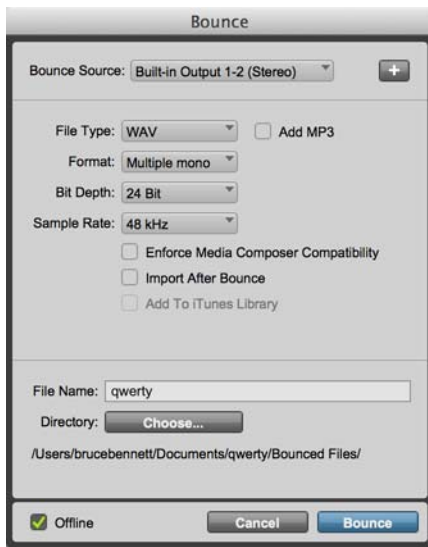 Bounce
Bounce Source: Built-in Output 1-2 (Stereo) +
File Type: WAV Add MP3
Format: Multiple mono
Bit Depth: 24 Bit
Sample Rate: 48 kHz
Enforce Media Composer Compatibility
Import After Bounce
Add To iTunes Library
File Name: qwerty
Directory: Choose...
/Users/brucebennett/Documents/qwerty/Bounced Files/
Offline Cancel Bounce